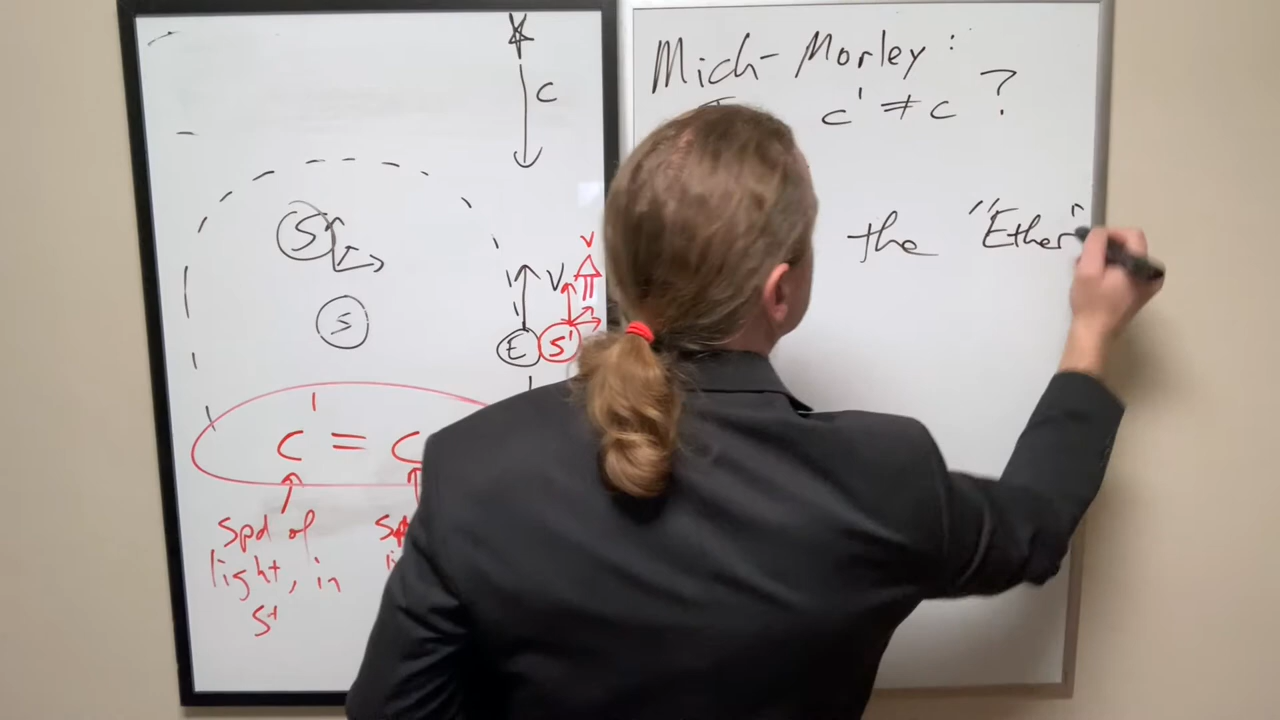 C
S
S
V
v
E
S'
c' = c
Spd of
light, in
S'
Mich-Morley:
c' ≠ c ?
the "Ether"